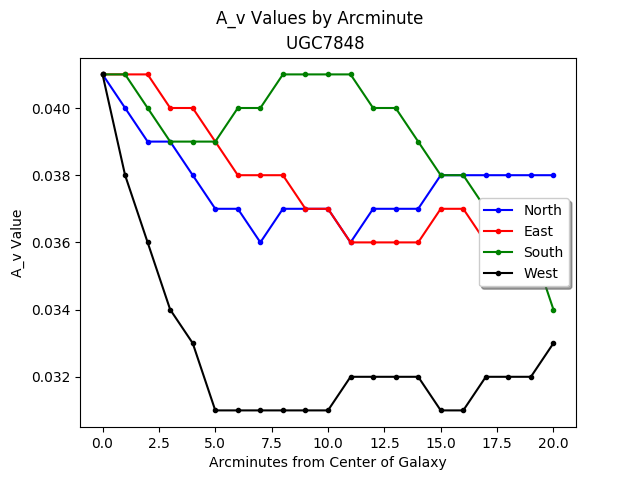 A_v Values by Arcminute
UGC7848
A_v Value
0.040
0.038
0.036
0.034
0.032
North
East
South
West
0.0 2.5 5.0 7.5 10.0 12.5 15.0 17.5 20.0
Arcminutes from Center of Galaxy